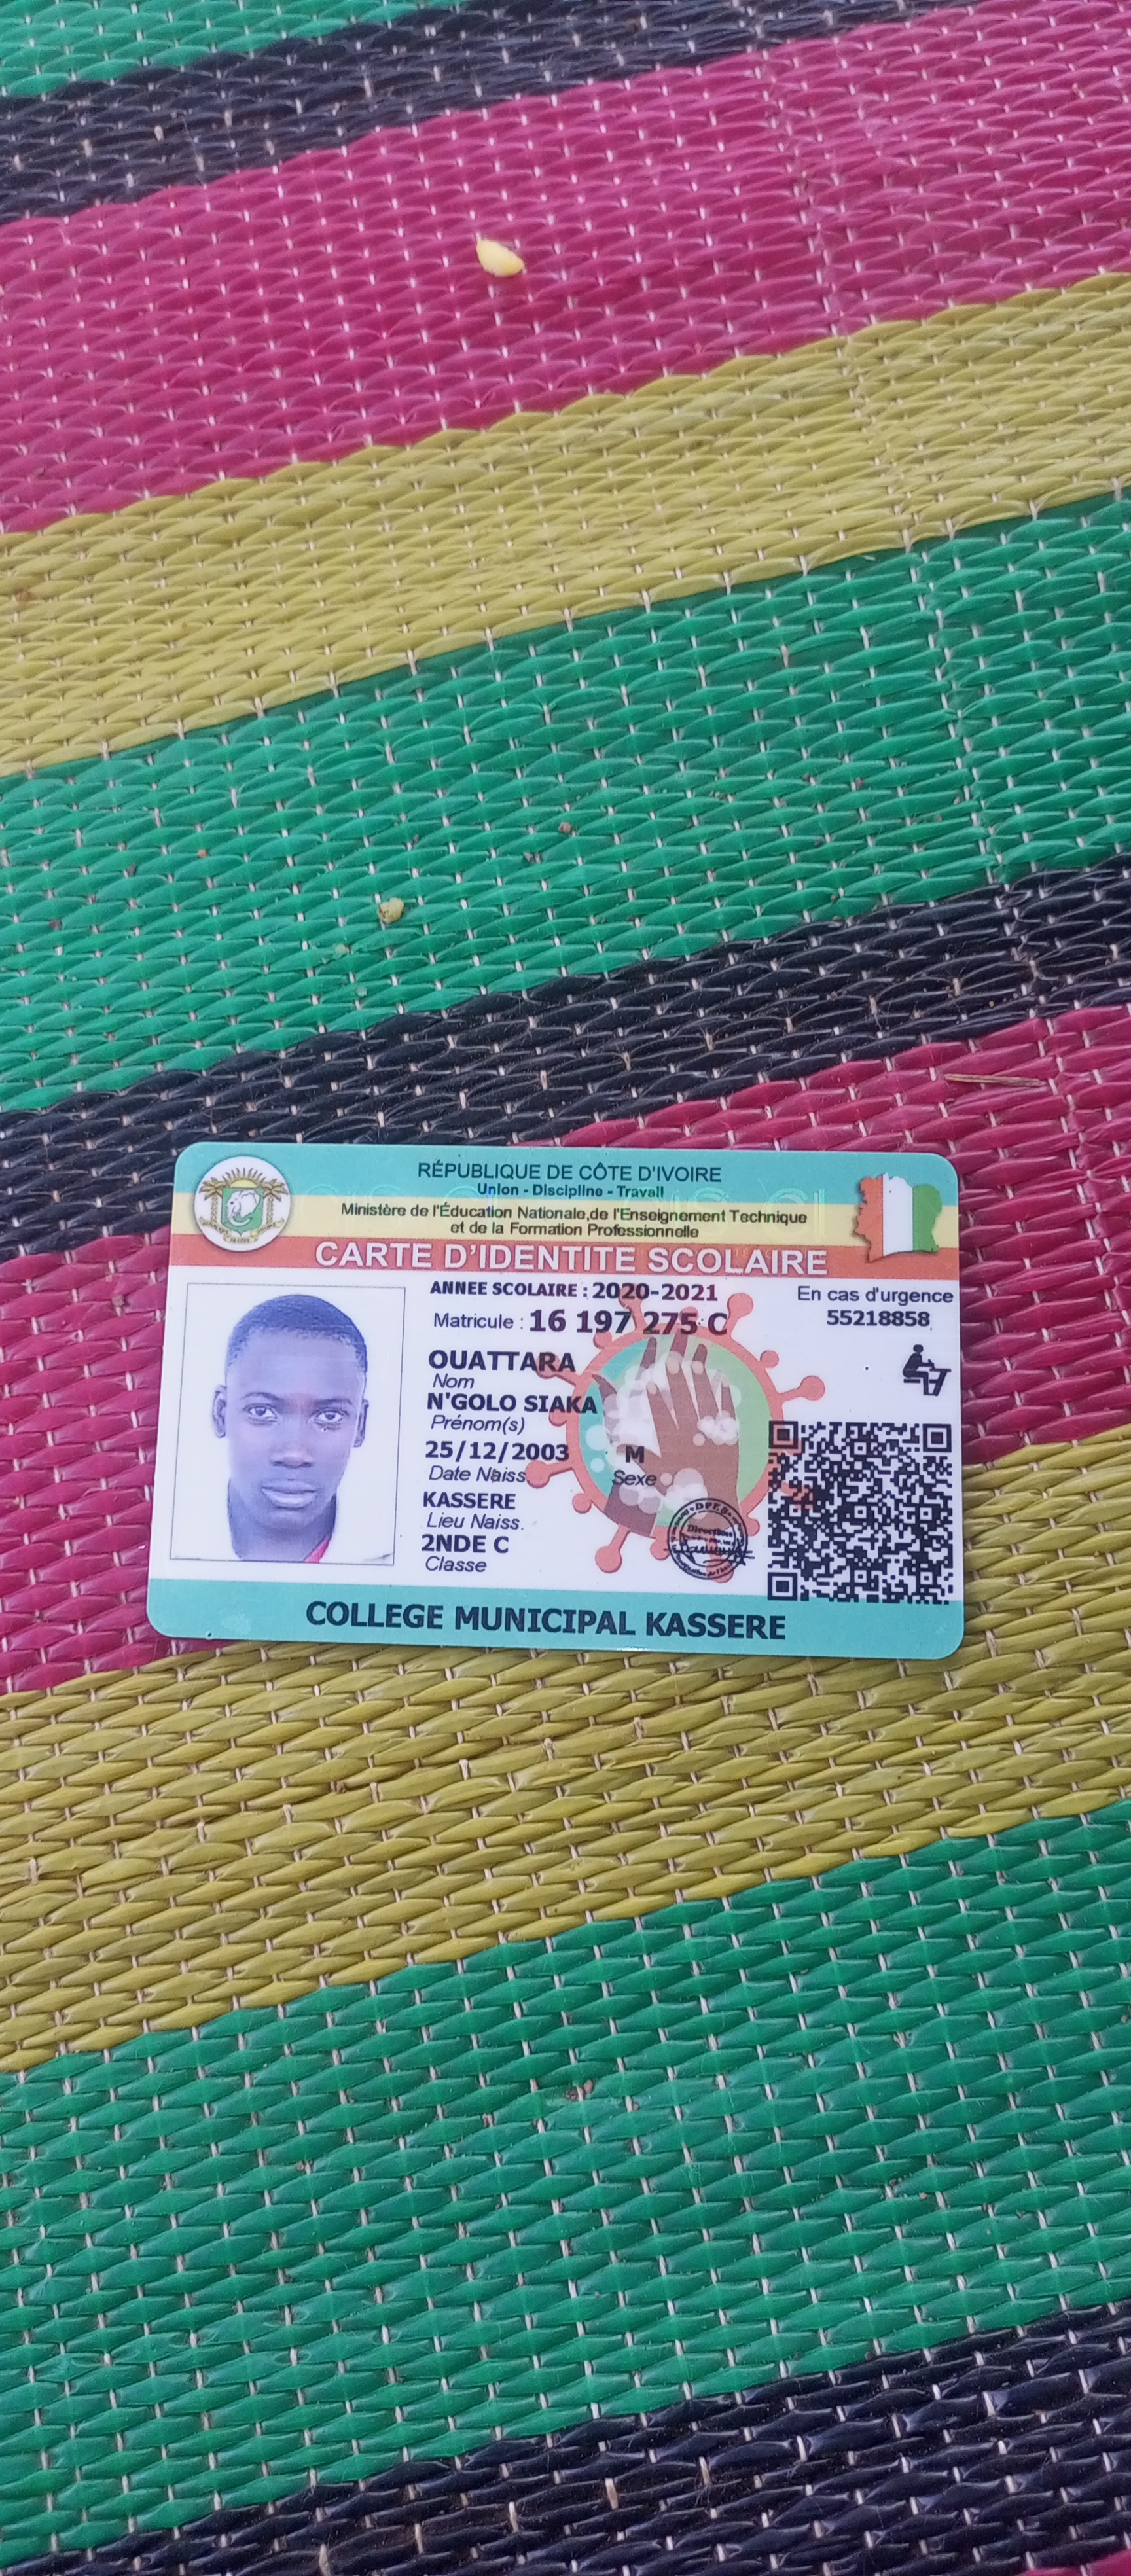 RÉPUBLIQUE DE CÔTE D'IVOIRE
Union - Discipline - Travail
Ministère de l'Éducation Nationale,de l'Enseignement Technique
et de la Formation Professionnelle
CARTE D'IDENTITE SCOLAIRE
ANNEE SCOLAIRE : 2020-2021
Matricule : 16 197 275 C
OUATTARA
Nom
N'GOLO SIAKA
Prénom(s)
25/12/2003 M
Date Naiss. Sexe
KASSERE
Lieu Naiss.
2NDE C
Classe
En cas d'urgence
55218858
Direction
COLLEGE MUNICIPAL KASSERE